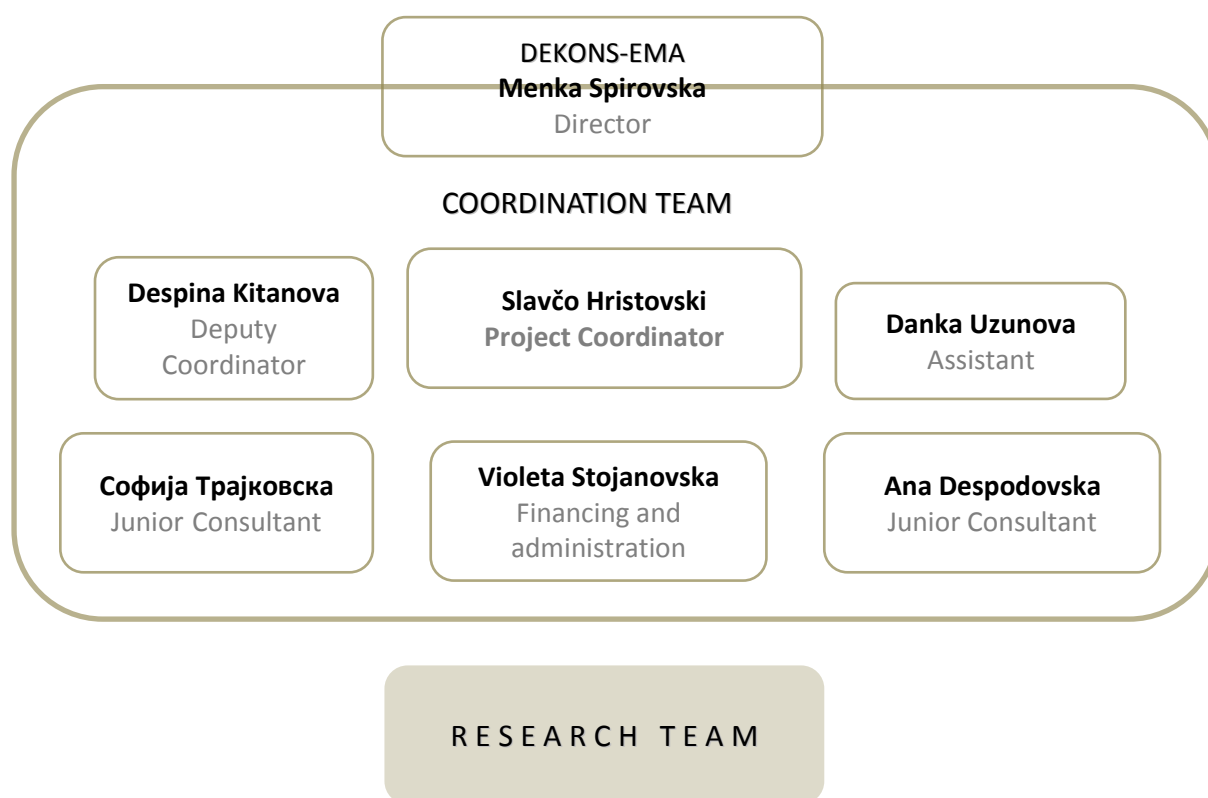 DEKONS-EMA
Menka Spirovska
Director
COORDINATION TEAM
Despina Kitanova
Deputy
Coordinator
Slavčo Hristovski
Project Coordinator
Danka Uzunova
Assistant
Софија Трајковска
Junior Consultant
Violeta Stojanovska
Financing and
administration
Ana Despodovska
Junior Consultant
RESEARCH TEAM